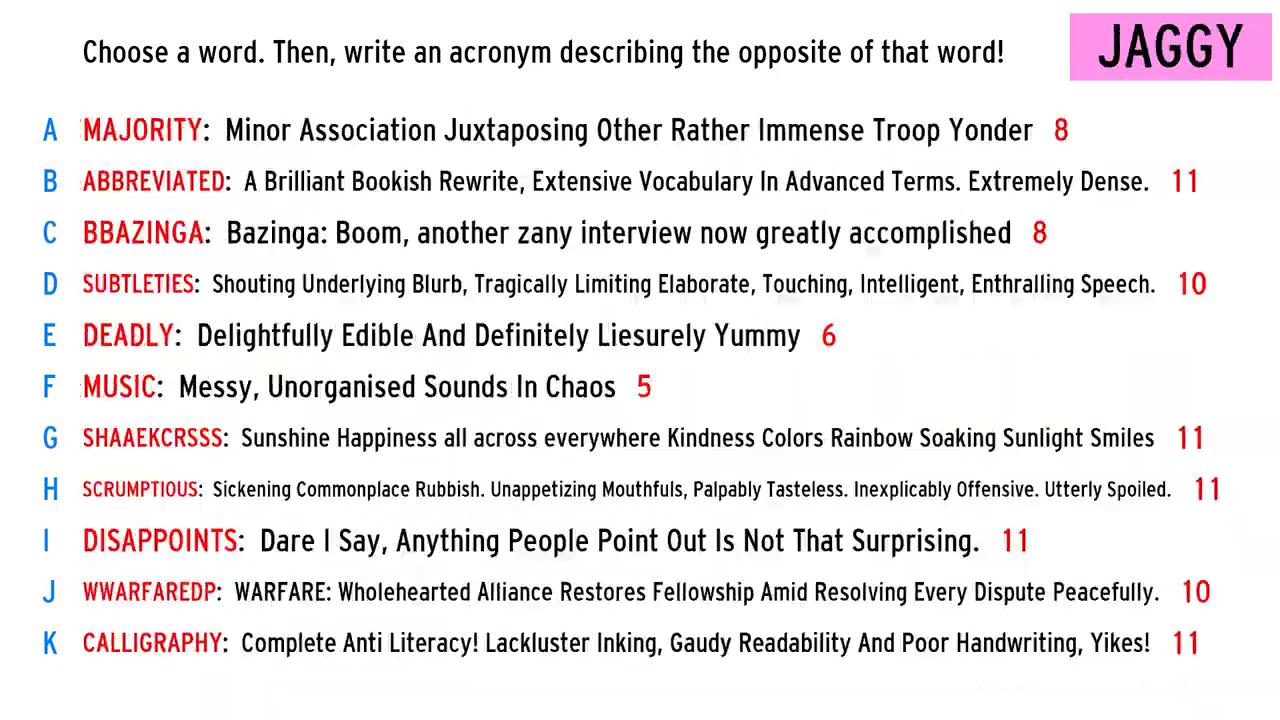 Choose a word. Then, write an acronym describing the opposite of that word!
JAGGY
A MAJORITY: Minor Association Juxtaposing Other Rather Immense Troop Yonder 8
B ABBREVIATED: A Brilliant Bookish Rewrite, Extensive Vocabulary In Advanced Terms. Extremely Dense. 11
C BBAZINGA: Bazinga: Boom, another zany interview now greatly accomplished 8
D SUBTLETIES: Shouting Underlying Blurb, Tragically Limiting Elaborate, Touching, Intelligent, Enthralling Speech. 10
E DEADLY: Delightfully Edible And Definitely Liesurely Yummy 6
F MUSIC: Messy, Unorganised Sounds In Chaos 5
G SHAAEKCRSSS: Sunshine Happiness all across everywhere Kindness Colors Rainbow Soaking Sunlight Smiles 11
H SCRUMPTIOUS: Sickening Commonplace Rubbish. Unappetizing Mouthfuls, Palpably Tasteless. Inexplicably Offensive. Utterly Spoiled. 11
I DISAPPOINTS: Dare I Say, Anything People Point Out Is Not That Surprising. 11
J WWARFAREDP: WARFARE: Wholehearted Alliance Restores Fellowship Amid Resolving Every Dispute Peacefully. 10
K CALLIGRAPHY: Complete Anti Literacy! Lackluster Inking, Gaudy Readability And Poor Handwriting, Yikes! 11